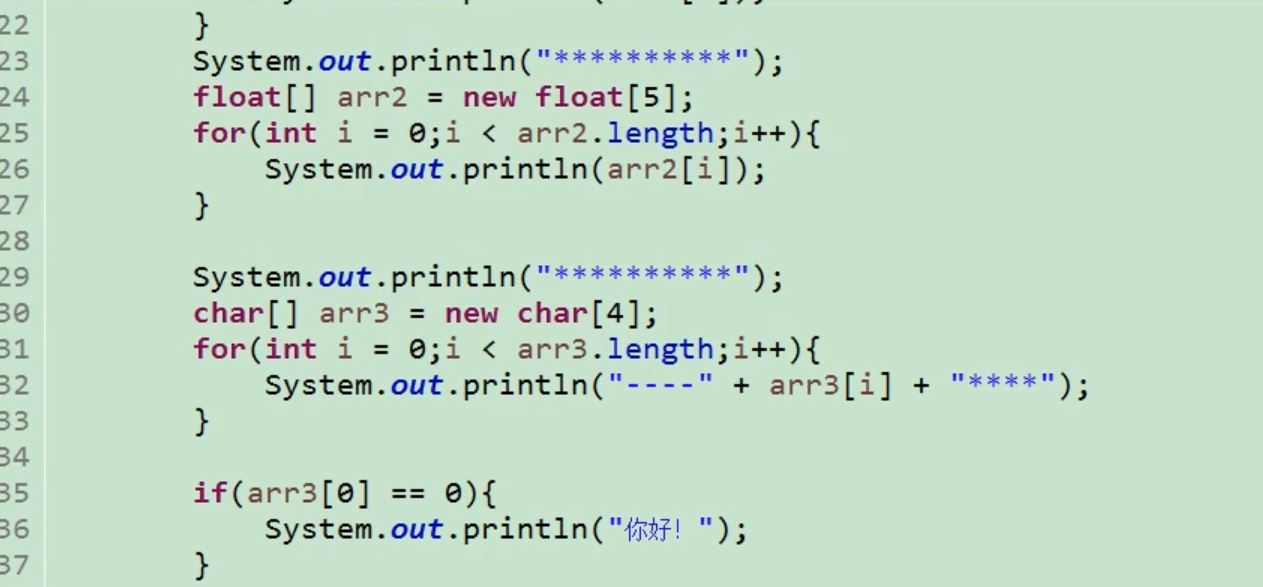 22 }
23 System.out.println("**********");
24 float[] arr2 = new float[5];
25 for(int i = 0;i < arr2.length;i++){
26 System.out.println(arr2[i]);
27 }
28
29 System.out.println("**********");
30 char[] arr3 = new char[4];
31 for(int i = 0;i < arr3.length;i++){
32 System.out.println("----" + arr3[i] + "****");
33 }
34
35 if(arr3[0] == 0){
36 System.out.println("你好！");
37 }